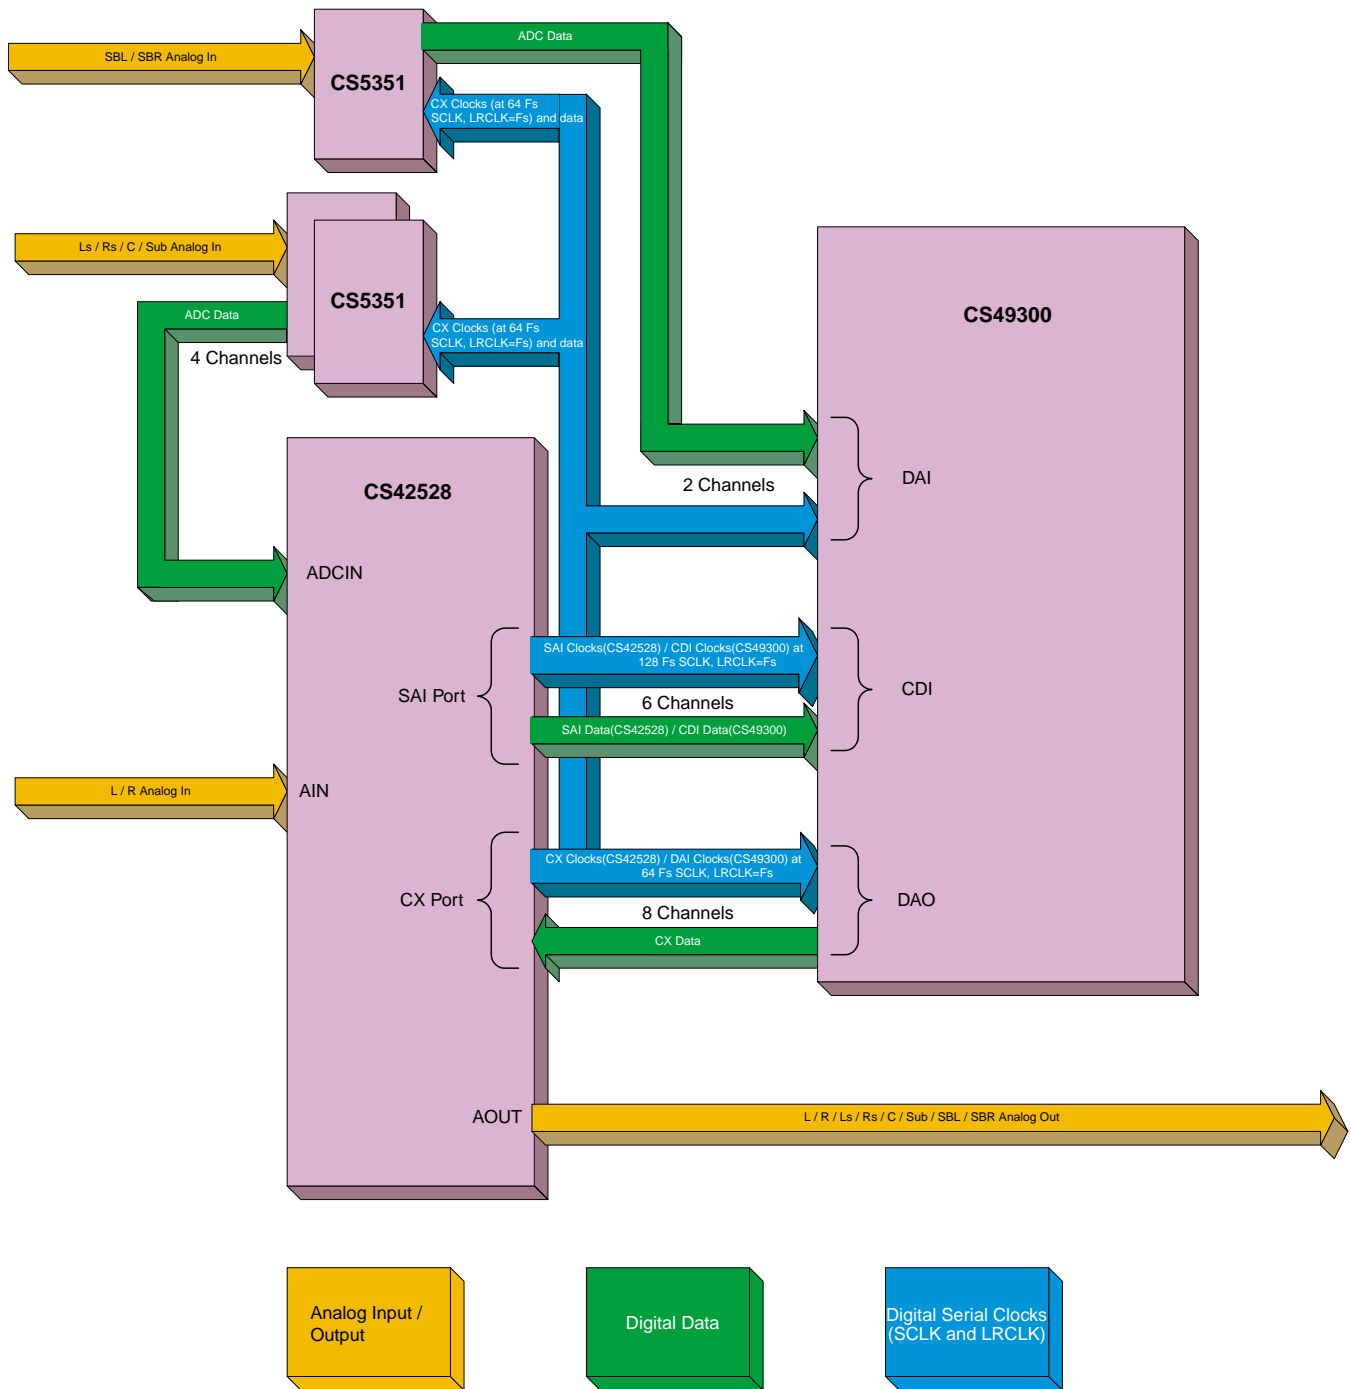 SBL / SBR Analog In
CS5351
ADC Data
CX Clocks (at 64 Fs
SCLK, LRCLK=Fs) and data
Ls / Rs / C / Sub Analog In
CS5351
CX Clocks (at 64 Fs
SCLK, LRCLK=Fs) and data
ADC Data
4 Channels
CS49300
2 Channels
DAI
CS42528
ADCIN
SAI Port
SAI Clocks(CS42528) / CDI Clocks(CS49300) at
128 Fs SCLK, LRCLK=Fs
6 Channels
SAI Data(CS42528) / CDI Data(CS49300)
CDI
L / R Analog In
AIN
CX Port
CX Clocks(CS42528) / DAI Clocks(CS49300) at
64 Fs SCLK, LRCLK=Fs
8 Channels
CX Data
DAO
AOUT
L / R / Ls / Rs / C / Sub / SBL / SBR Analog Out
Analog Input /
Output
Digital Data
Digital Serial Clocks
(SCLK and LRCLK)